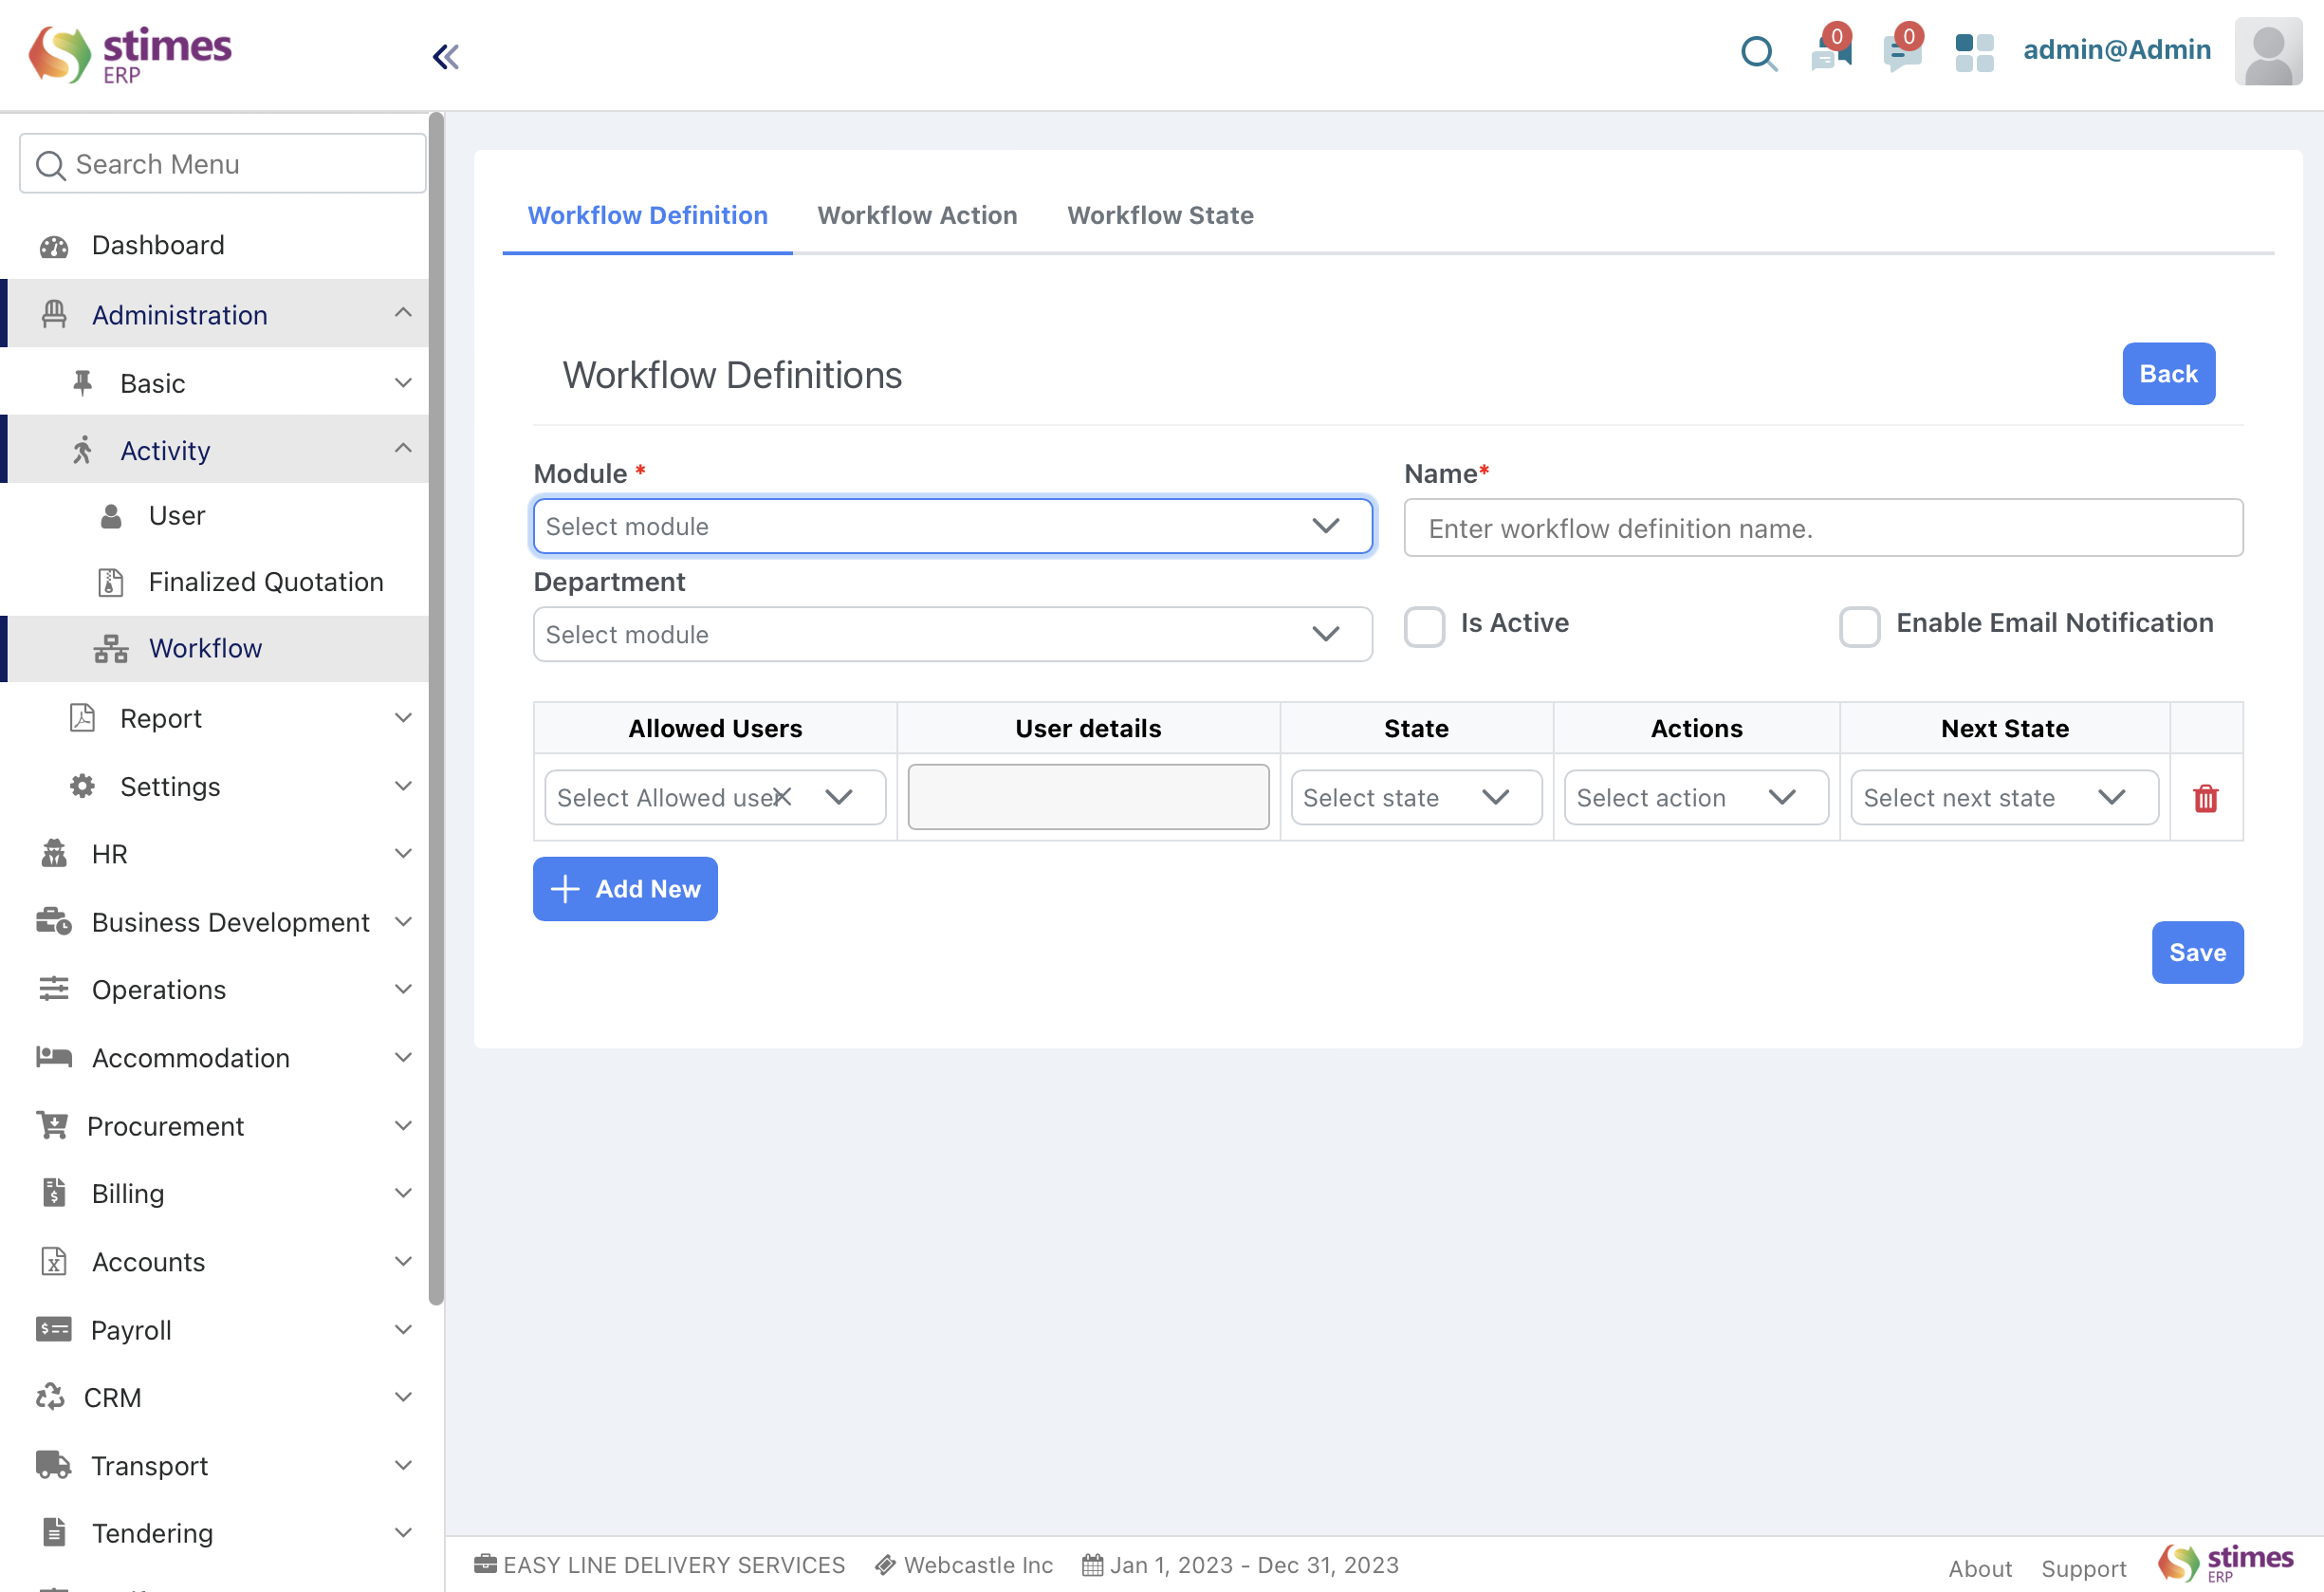 stimes
ERP
0
0
admin@Admin
Search Menu
Dashboard
Administration
Basic
Activity
User
Finalized Quotation
Workflow
Report
Settings
HR
Business Development
Operations
Accommodation
Procurement
Billing
Accounts
Payroll
CRM
Transport
Tendering
Workflow Definition Workflow Action Workflow State
Workflow Definitions
Back
Module * Name*
Select module Enter workflow definition name.
Department
Select module Is Active Enable Email Notification
Allowed Users User details State Actions Next State
Select Allowed user Select state Select action Select next state
Add New
Save
EASY LINE DELIVERY SERVICES Webcastle Inc Jan 1, 2023 - Dec 31, 2023
About Support stimes
ERP